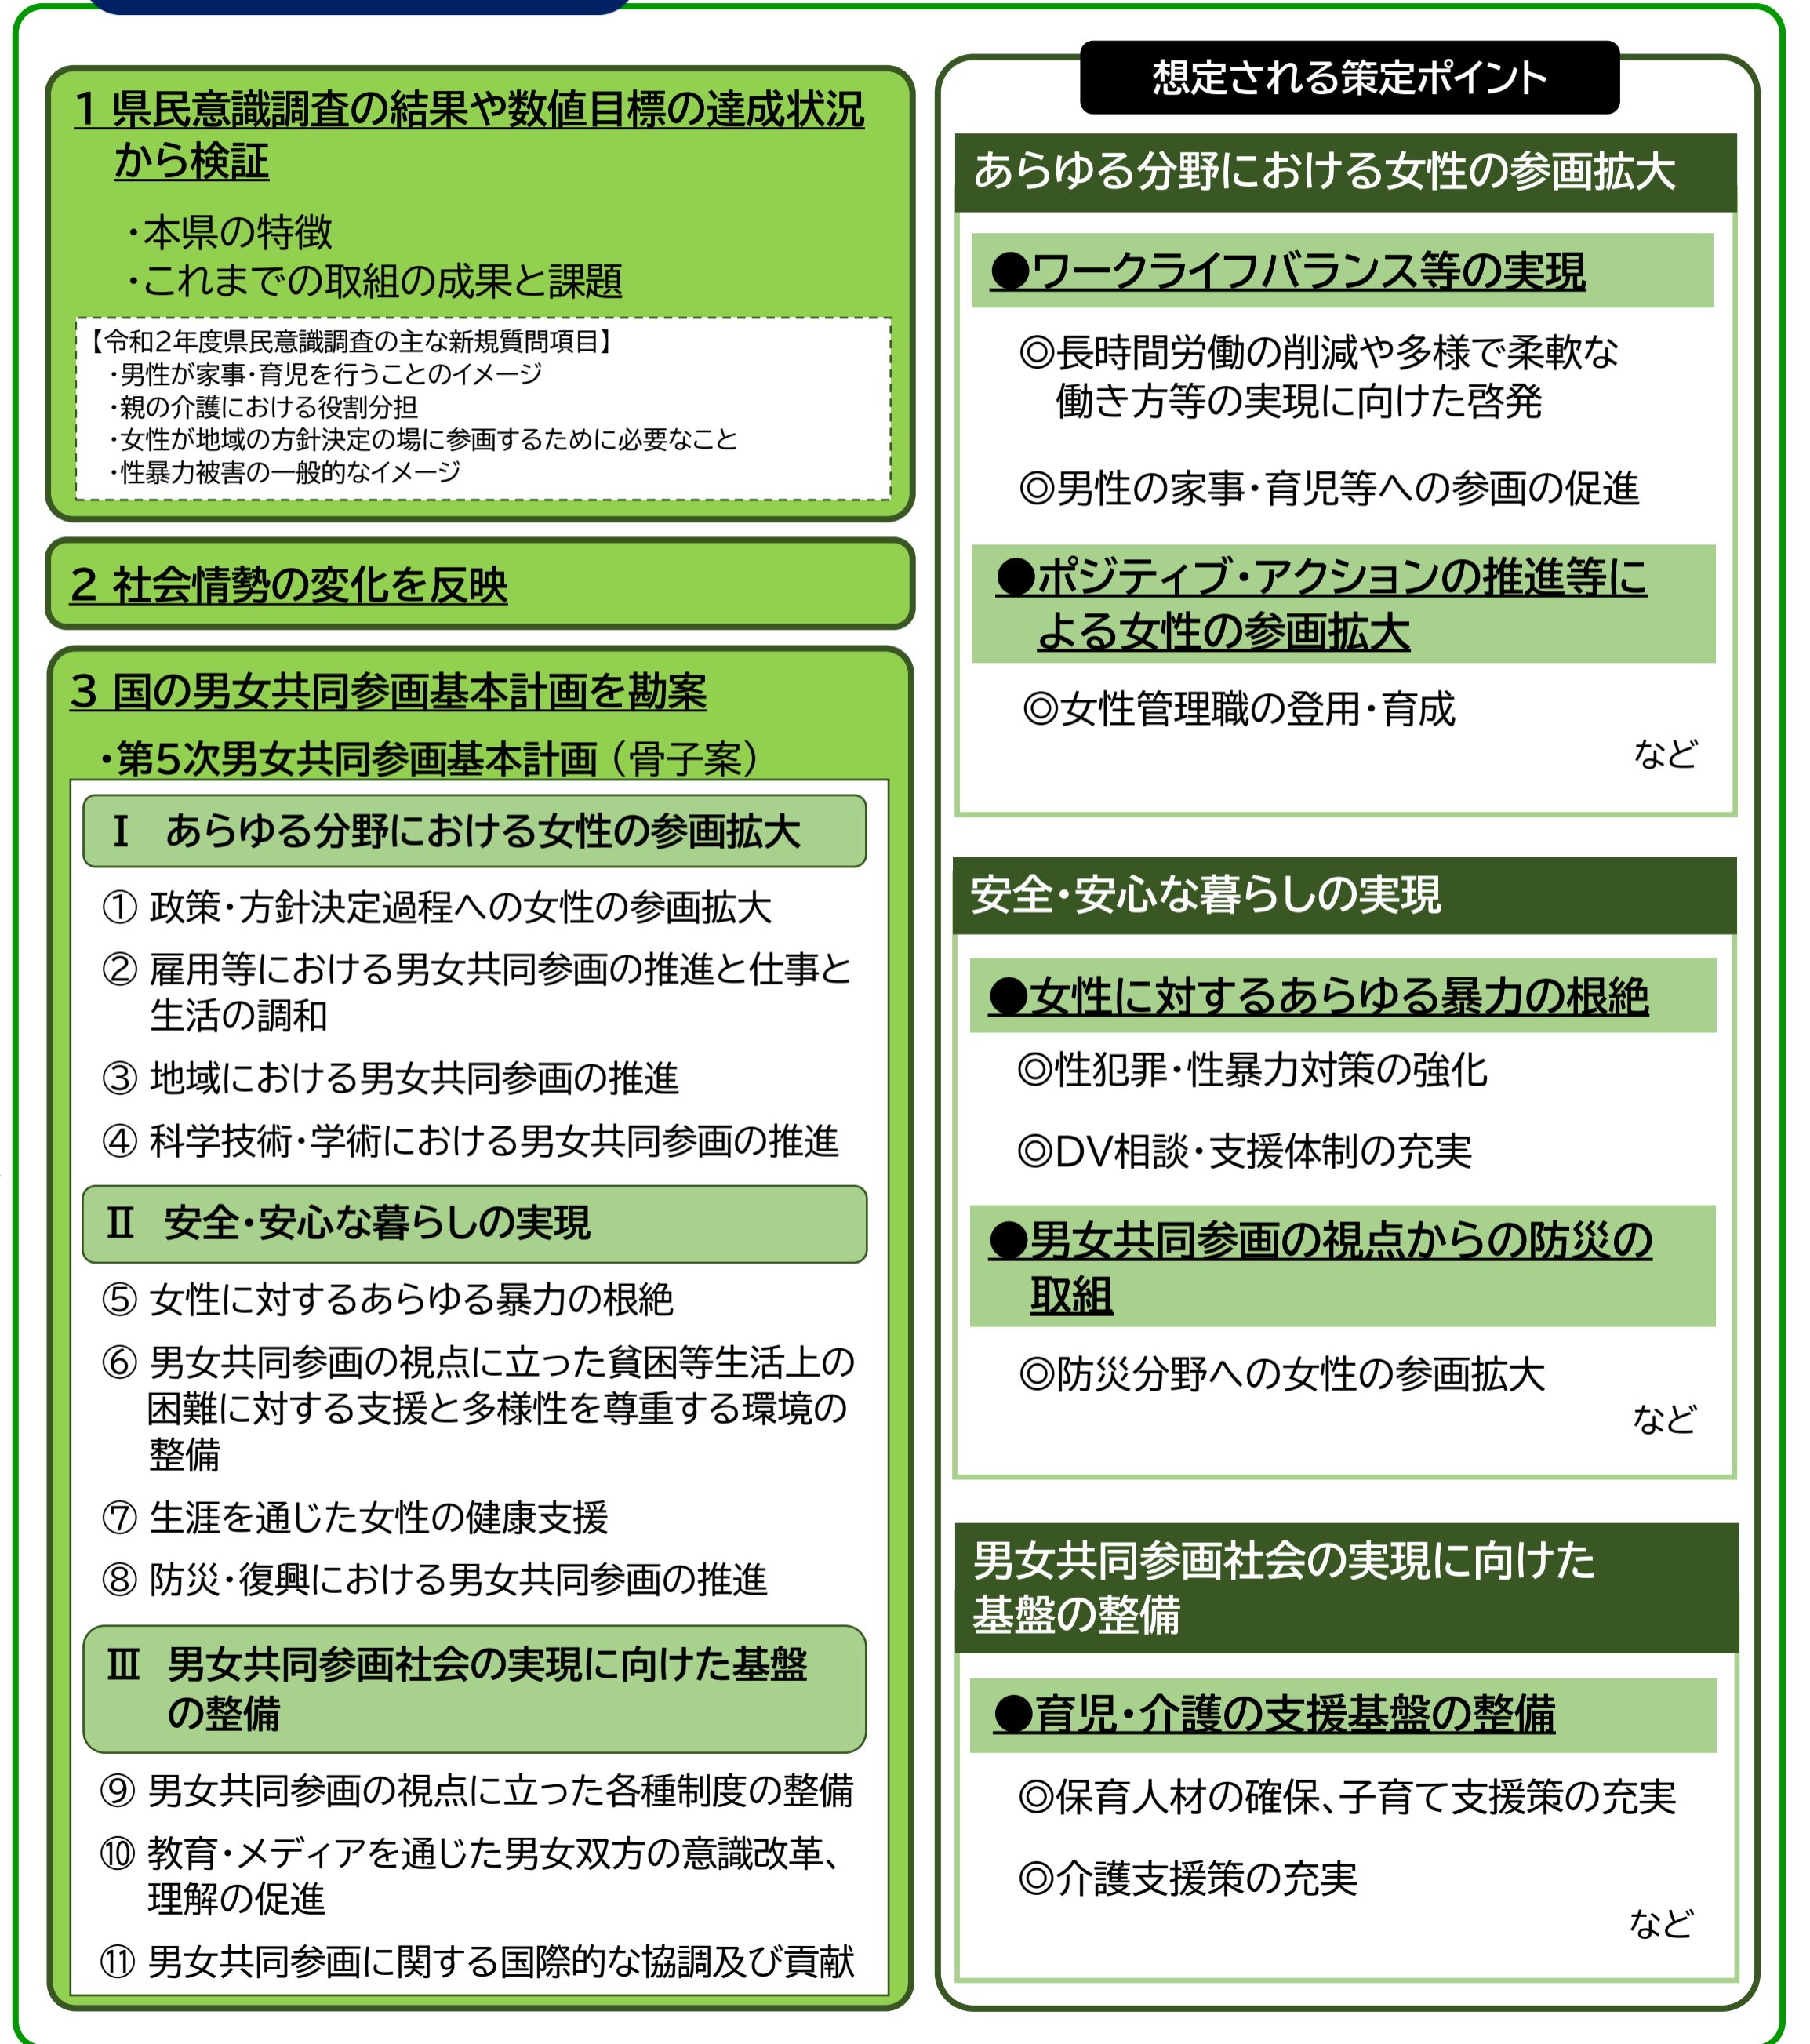 1 県民意識調査の結果や数値目標の達成状況
から検証
・本県の特徴
・これまでの取組の成果と課題
【令和2年度県民意識調査の主な新規質問項目】
・男性が家事・育児を行うことのイメージ
・親の介護における役割分担
・女性が地域の方針決定の場に参画するために必要なこと
・性暴力被害の一般的なイメージ
2 社会情勢の変化を反映
3 国の男女共同参画基本計画を勘案
・第5次男女共同参画基本計画（骨子案）
Ⅰ あらゆる分野における女性の参画拡大
① 政策・方針決定過程への女性の参画拡大
② 雇用等における男女共同参画の推進と仕事と
生活の調和
③ 地域における男女共同参画の推進
④ 科学技術・学術における男女共同参画の推進
Ⅱ 安全・安心な暮らしの実現
⑤ 女性に対するあらゆる暴力の根絶
⑥ 男女共同参画の視点に立った貧困等生活上の
困難に対する支援と多様性を尊重する環境の
整備
⑦ 生涯を通じた女性の健康支援
⑧ 防災・復興における男女共同参画の推進
Ⅲ 男女共同参画社会の実現に向けた基盤
の整備
⑨ 男女共同参画の視点に立った各種制度の整備
⑩ 教育・メディアを通じた男女双方の意識改革、
理解の促進
⑪ 男女共同参画に関する国際的な協調及び貢献
想定される策定ポイント
あらゆる分野における女性の参画拡大
●ワークライフバランス等の実現
◎長時間労働の削減や多様で柔軟な
働き方等の実現に向けた啓発
◎男性の家事・育児等への参画の促進
●ポジティブ・アクションの推進等に
よる女性の参画拡大
◎女性管理職の登用・育成
など
安全・安心な暮らしの実現
●女性に対するあらゆる暴力の根絶
◎性犯罪・性暴力対策の強化
◎DV相談・支援体制の充実
●男女共同参画の視点からの防災の
取組
◎防災分野への女性の参画拡大
など
男女共同参画社会の実現に向けた
基盤の整備
●育児・介護の支援基盤の整備
◎保育人材の確保、子育て支援策の充実
◎介護支援策の充実
など